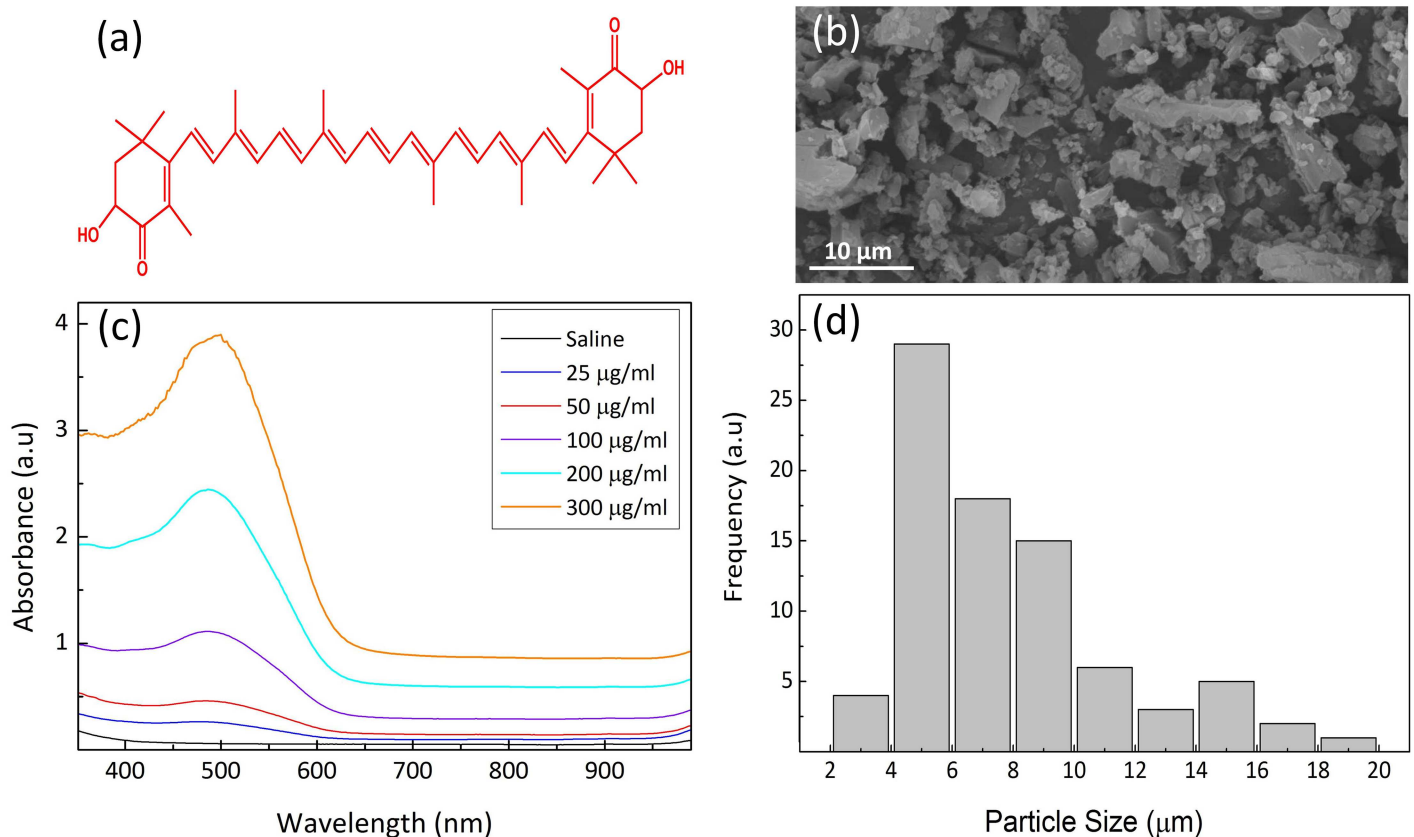 (a)
O
OH
HO
O
(b)
10 μm
(c)
4
3
2
1
Absorbance (a.u)
400 500 600 700 800 900
Wavelength (nm)
Saline
25 μg/ml
50 μg/ml
100 μg/ml
200 μg/ml
300 μg/ml
(d)
30
25
20
15
10
5
Frequency (a.u)
2 4 6 8 10 12 14 16 18 20
Particle Size (μm)